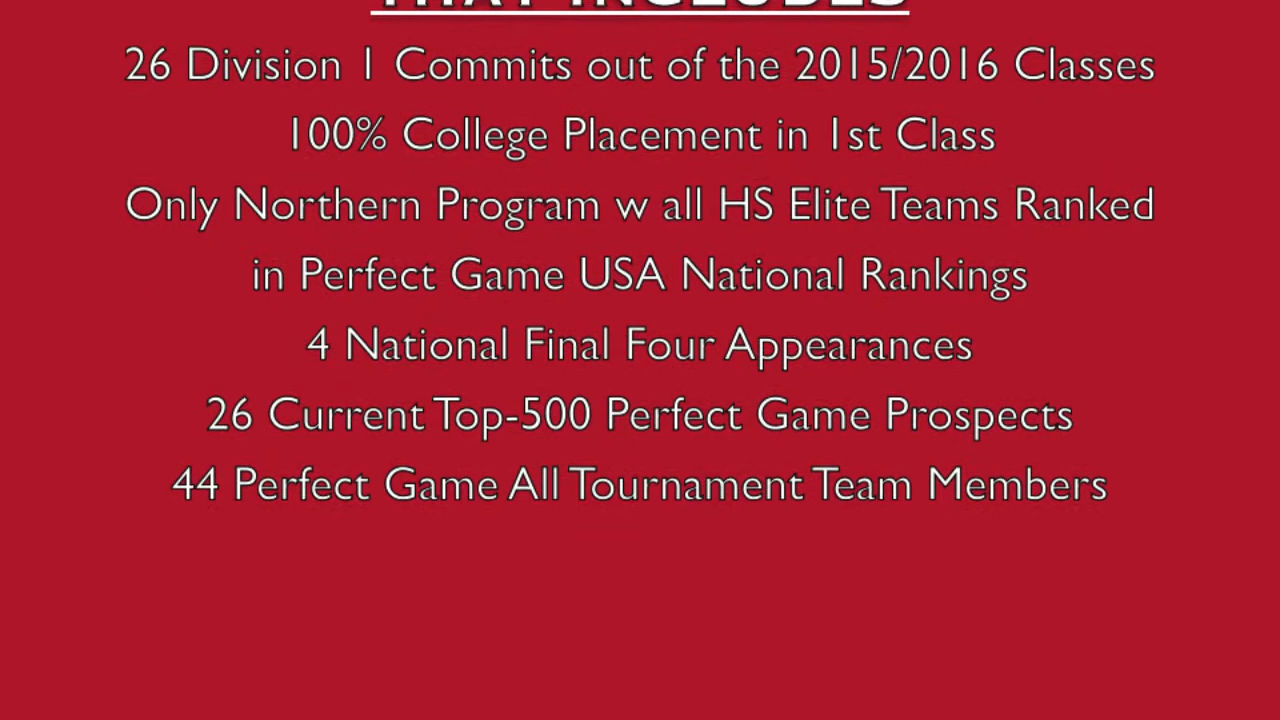 THAT INCLUDES
26 Division 1 Commits out of the 2015/2016 Classes
100% College Placement in 1st Class
Only Northern Program w all HS Elite Teams Ranked
in Perfect Game USA National Rankings
4 National Final Four Appearances
26 Current Top-500 Perfect Game Prospects
44 Perfect Game All Tournament Team Members